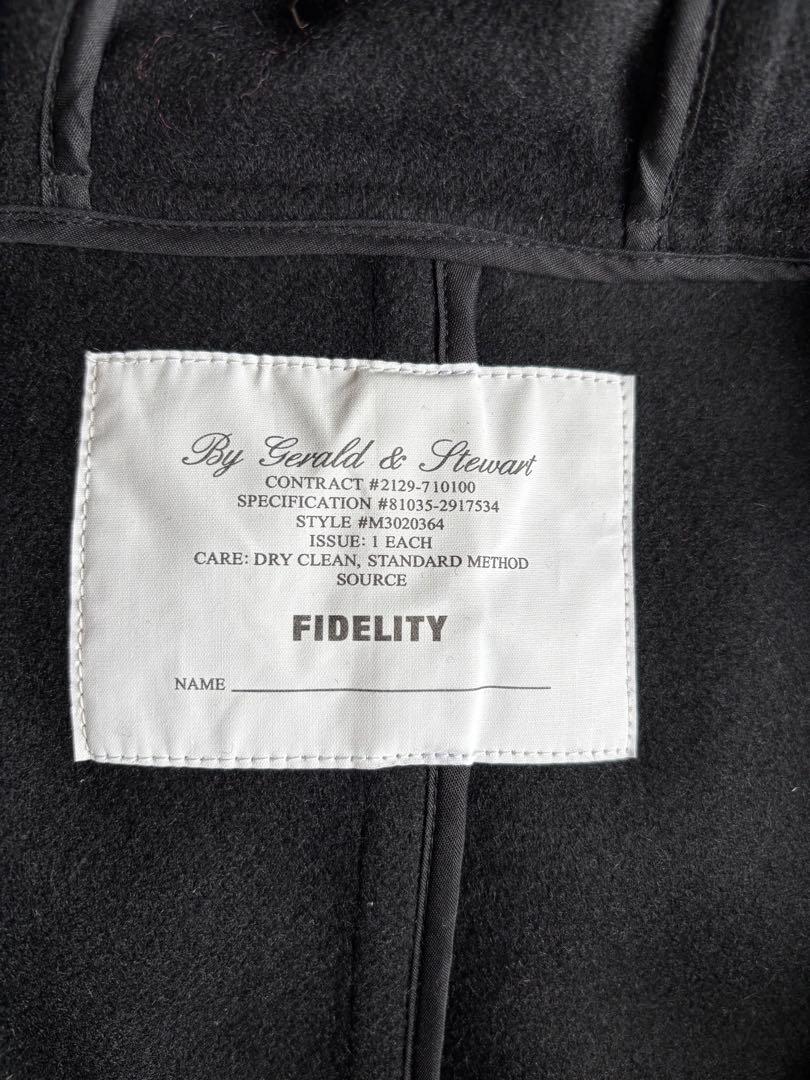 By Gerald & Stewart
CONTRACT #2129-710100
SPECIFICATION #81035-2917534
STYLE #M3020364
ISSUE: 1 EACH
CARE: DRY CLEAN, STANDARD METHOD
SOURCE
FIDELITY
NAME